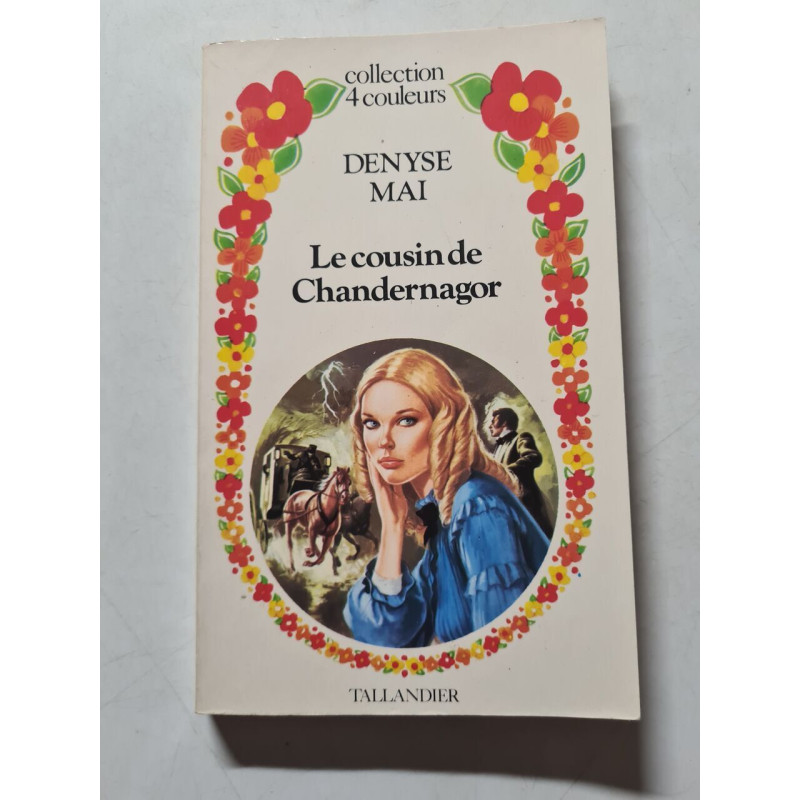 collection
4 couleurs
DENYSE
MAI
Le cousin de
Chandernagor
TALLANDIER